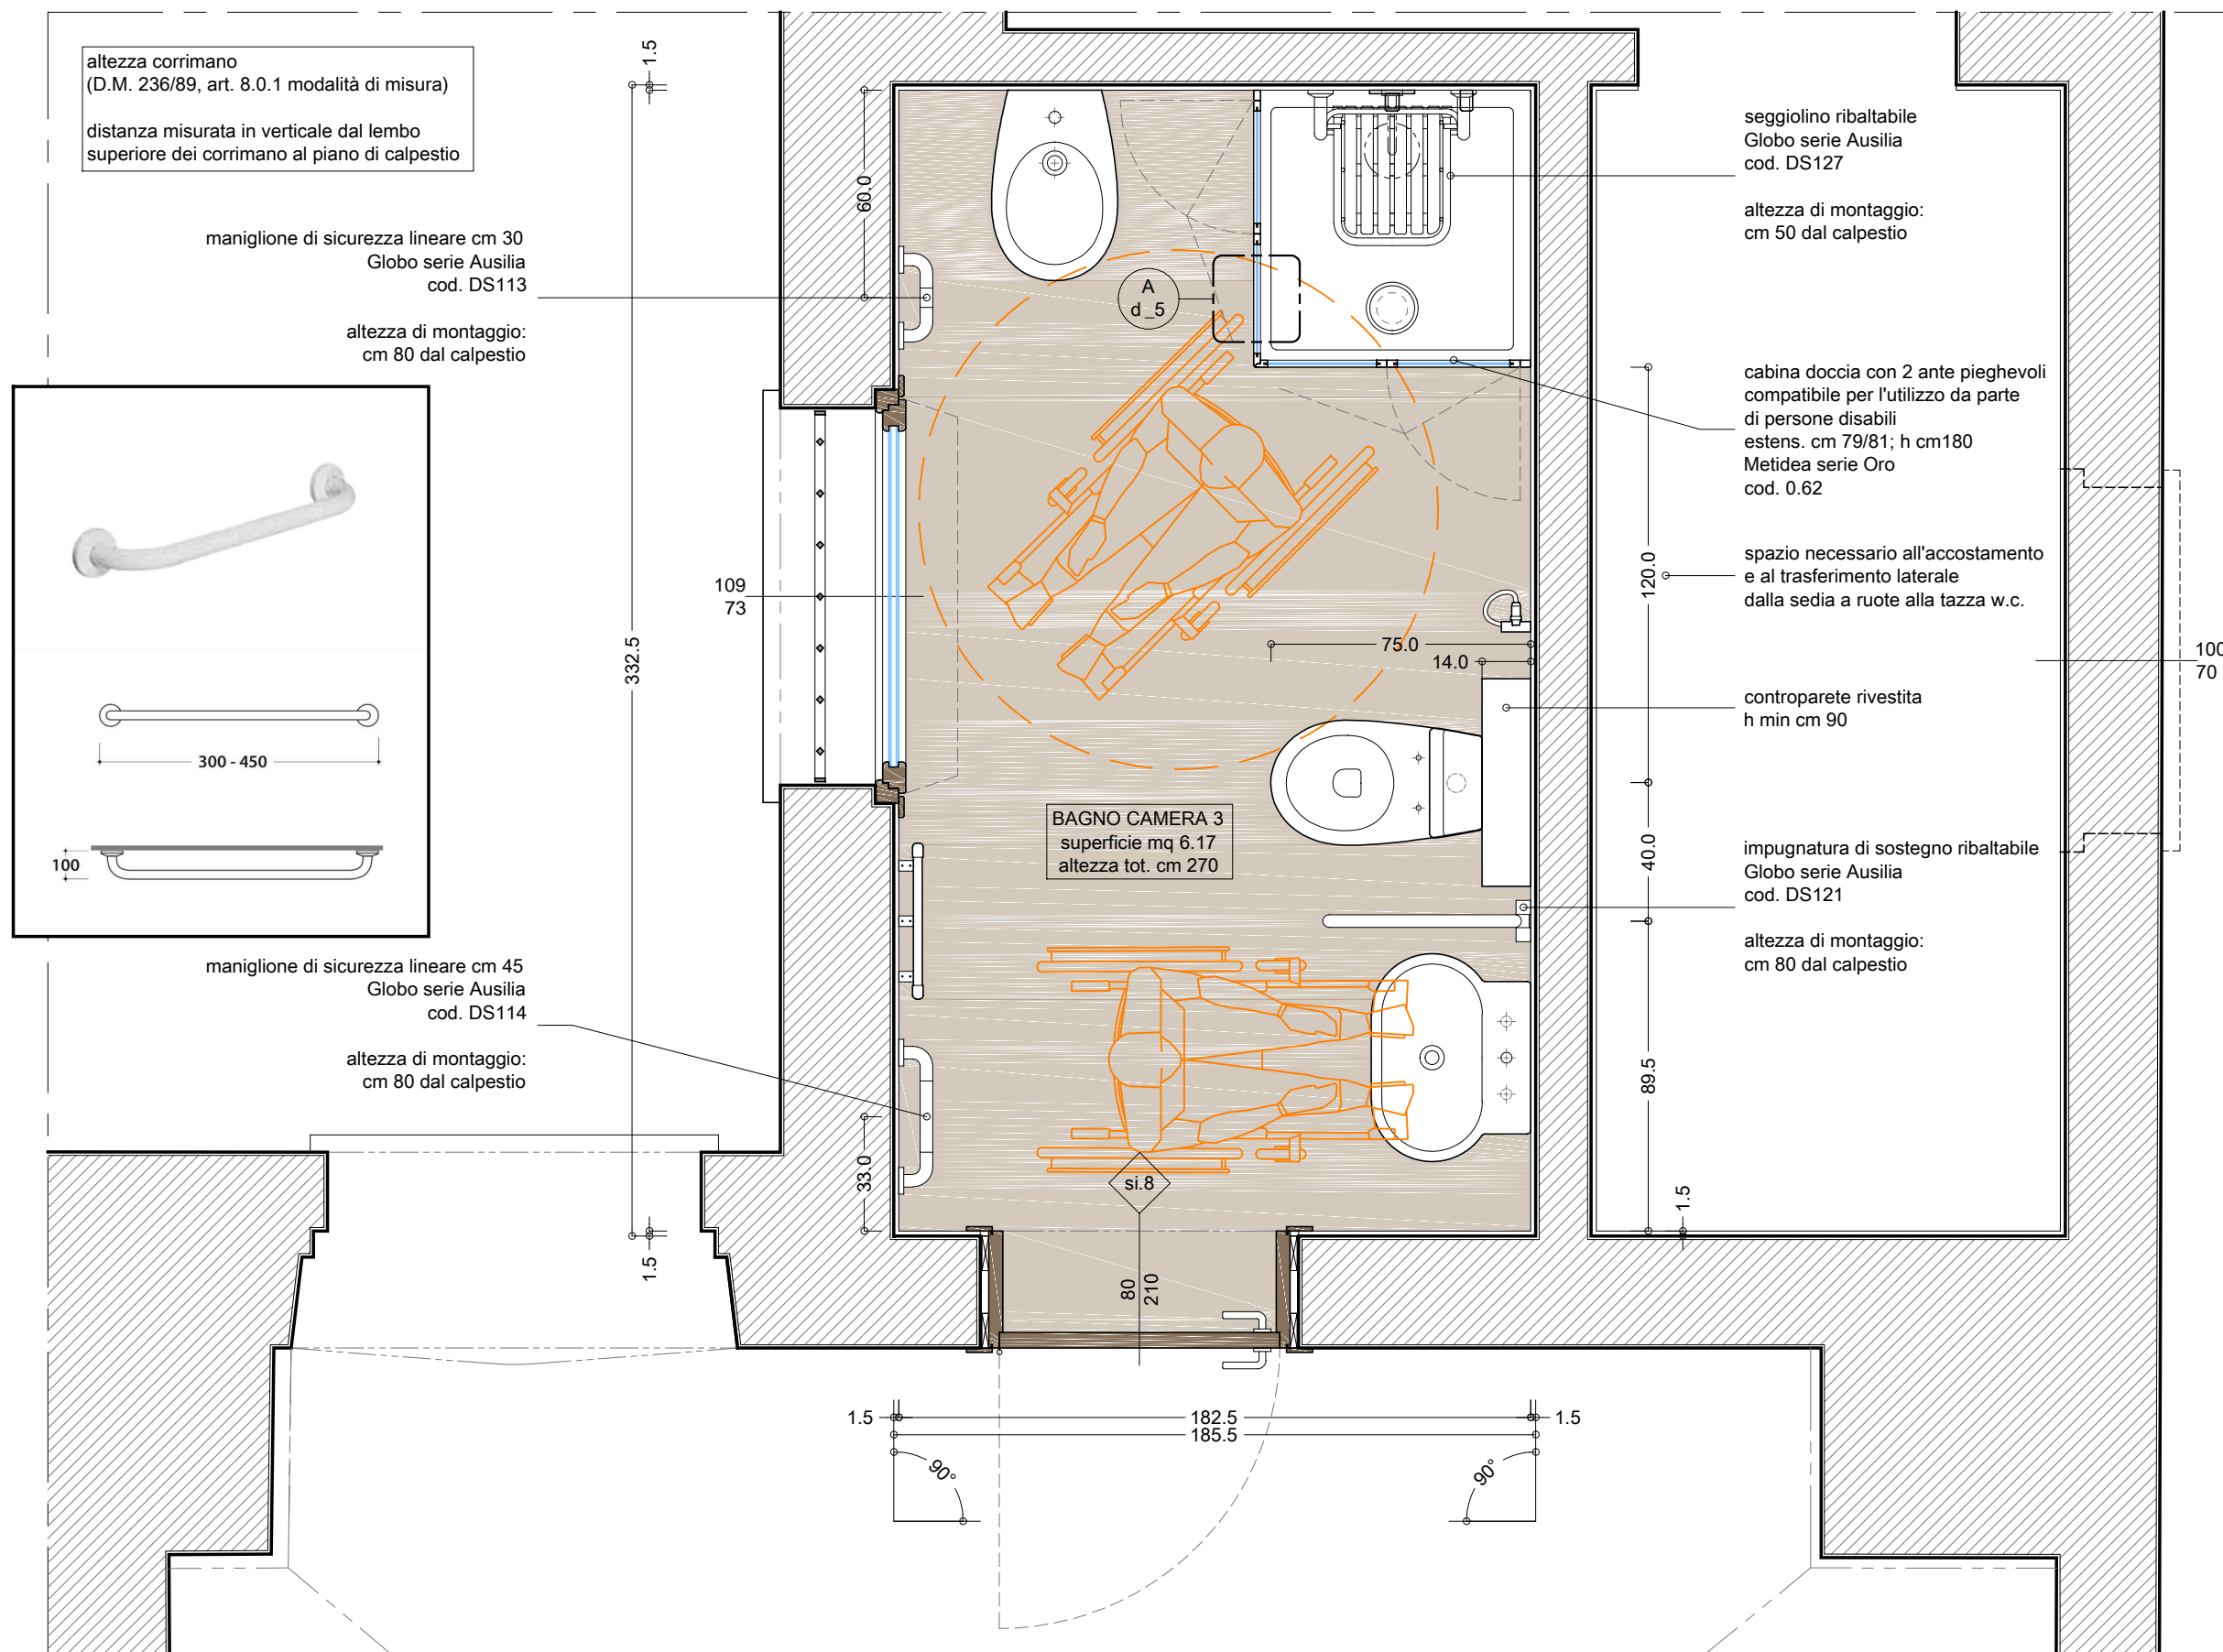 altezza corrimano
(D.M. 236/89, art. 8.0.1 modalità di misura)
distanza misurata in verticale dal lembo
superiore dei corrimano al piano di calpestio
maniglione di sicurezza lineare cm 30
Globo serie Ausilia
cod. DS113
altezza di montaggio:
cm 80 dal calpestio
300 - 450
100
maniglione di sicurezza lineare cm 45
Globo serie Ausilia
cod. DS114
altezza di montaggio:
cm 80 dal calpestio
1.5
332.5
1.5
60.0
109
73
33.0
A
d_5
75.0
14.0
BAGNO CAMERA 3
superficie mq 6.17
altezza tot. cm 270
si.8
80
210
1.5
182.5
1.5
185.5
90°
90°
120.0
40.0
89.5
1.5
seggiolino ribaltabile
Globo serie Ausilia
cod. DS127
altezza di montaggio:
cm 50 dal calpestio
cabina doccia con 2 ante pieghevoli
compatibile per l'utilizzo da parte
di persone disabili
estens. cm 79/81; h cm180
Metidea serie Oro
cod. 0.62
spazio necessario all'accostamento
e al trasferimento laterale
dalla sedia a ruote alla tazza w.c.
controparete rivestita
h min cm 90
impugnatura di sostegno ribaltabile
Globo serie Ausilia
cod. DS121
altezza di montaggio:
cm 80 dal calpestio
100
70